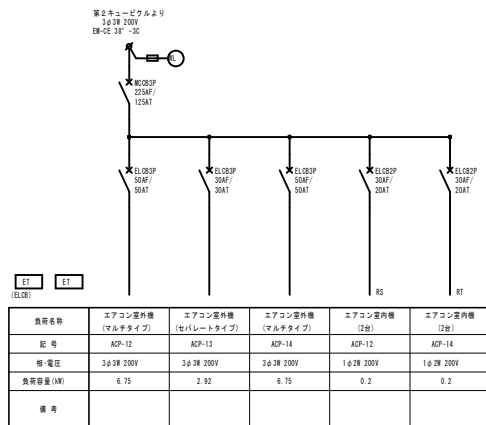 第2キュービクルより
3φ3W 200V
EM-CE 38° -3C
WL
MCCB3P
225AF/
125AT
ELCB3P
50AF/
50AT
ELCB3P
30AF/
30AT
ELCB3P
50AF/
50AT
ELCB2P
30AF/
20AT
ELCB2P
30AF/
20AT
ET ET
(ELCB)
RS RT
負荷名称 エアコン室外機 エアコン室外機 エアコン室外機 エアコン室内機 エアコン室内機
(マルチタイプ) (セパレートタイプ) (マルチタイプ) (2台) (2台)
記 号 ACP-12 ACP-13 ACP-14 ACP-12 ACP-14
相・電圧 3φ3W 200V 3φ3W 200V 3φ3W 200V 1φ2W 200V 1φ2W 200V
負荷容量(kW) 6.75 2.92 6.75 0.2 0.2
備 考